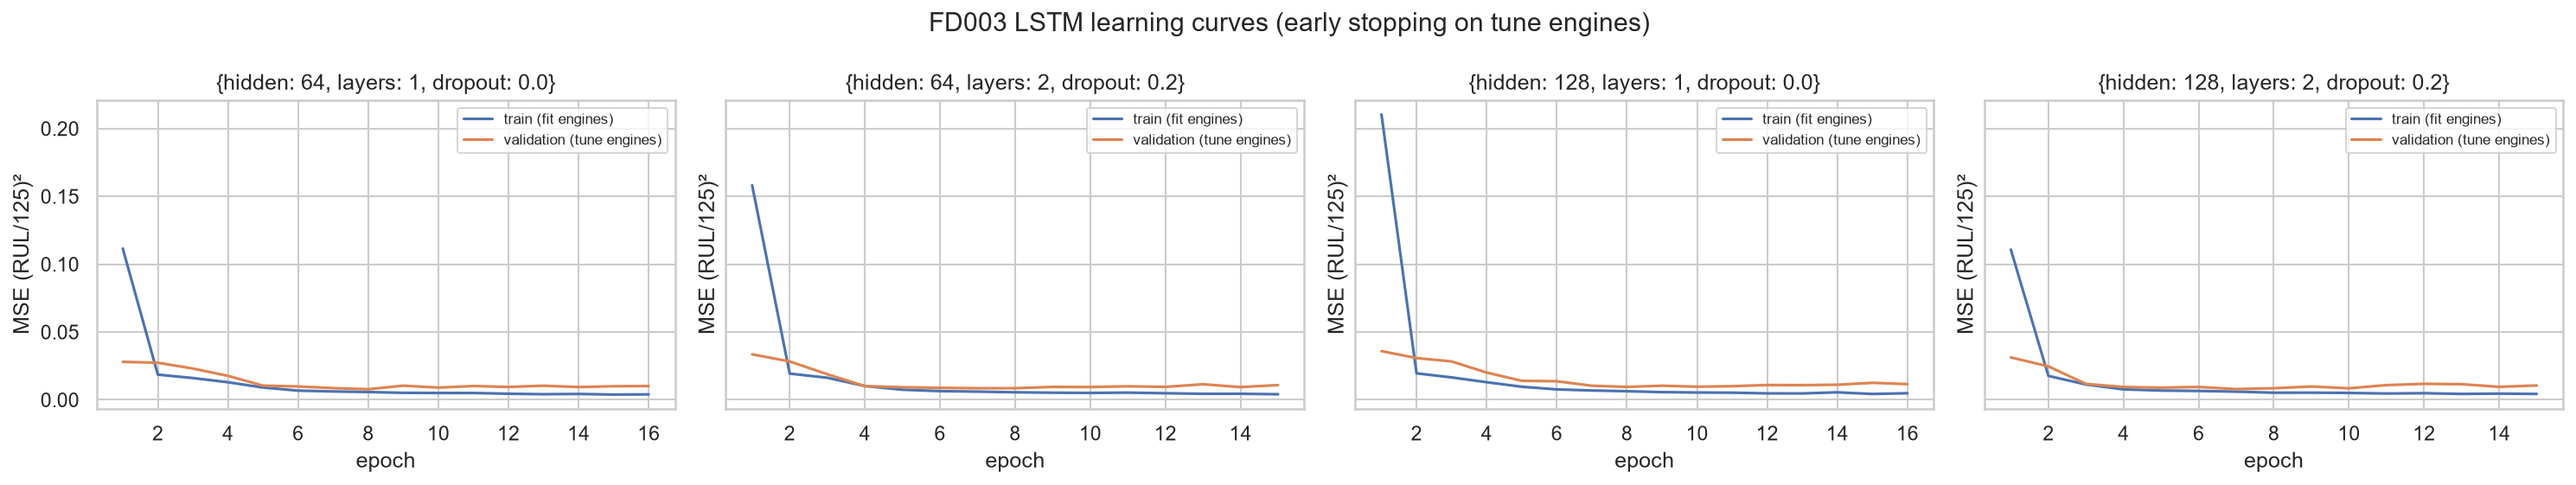 FD003 LSTM learning curves (early stopping on tune engines)
{hidden: 64, layers: 1, dropout: 0.0}
MSE (RUL/125)²
0.20
0.15
0.10
0.05
0.00
train (fit engines)
validation (tune engines)
2 4 6 8 10 12 14 16
epoch
{hidden: 64, layers: 2, dropout: 0.2}
MSE (RUL/125)²
train (fit engines)
validation (tune engines)
2 4 6 8 10 12 14
epoch
{hidden: 128, layers: 1, dropout: 0.0}
MSE (RUL/125)²
train (fit engines)
validation (tune engines)
2 4 6 8 10 12 14 16
epoch
{hidden: 128, layers: 2, dropout: 0.2}
MSE (RUL/125)²
train (fit engines)
validation (tune engines)
2 4 6 8 10 12 14
epoch